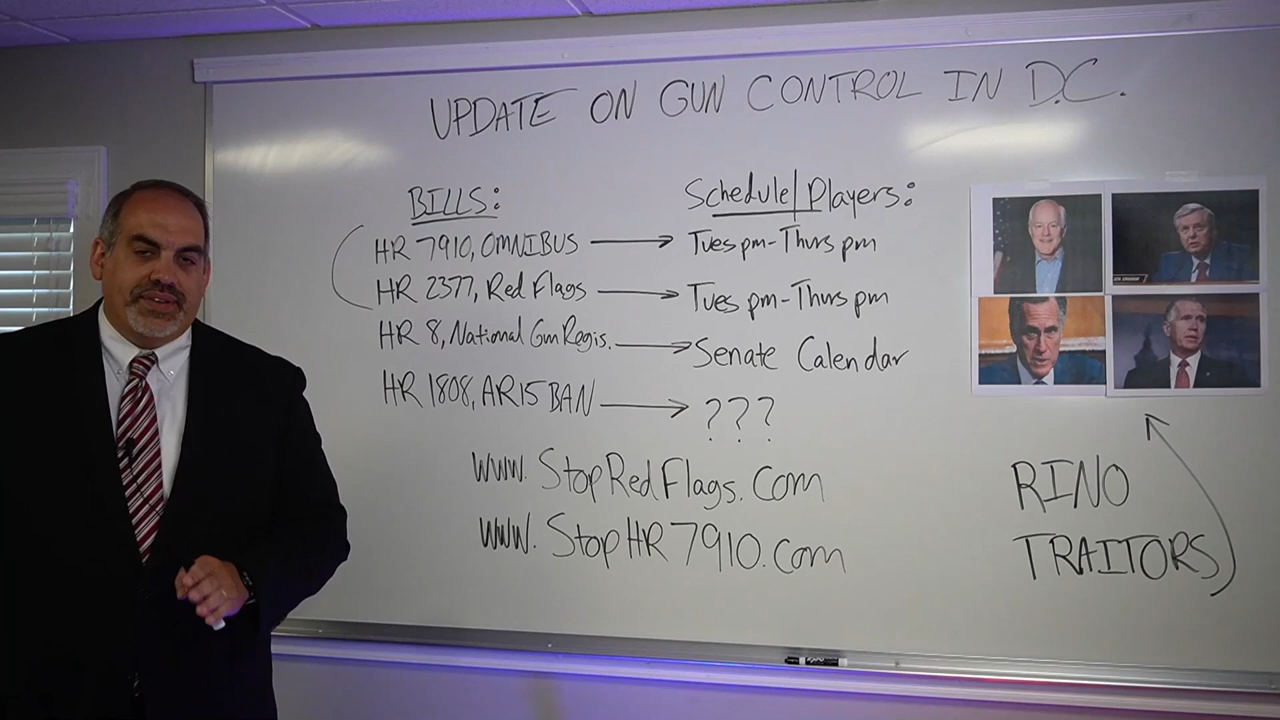 UPDATE ON GUN CONTROL IN D.C.
BILLS:
HR 7910, OMNIBUS
HR 2377, Red Flags
HR 8, National Gun Regis.
HR 1808, AR15 BAN
Schedule/Players:
Tues pm-Thurs pm
Tues pm-Thurs pm
Senate Calendar
???
www.StopRedFlags.com
www.StopHR7910.com
RINO
TRAITORS